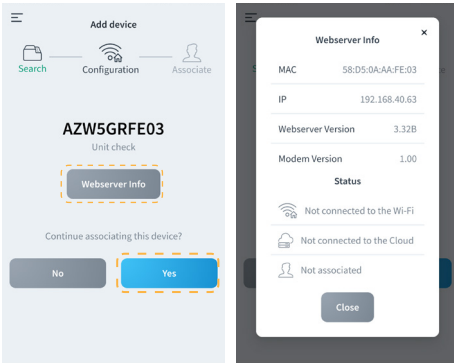 Add device
Search
Configuration
Associate
AZW5GRFE03
Unit check
Webserver Info
Continue associating this device?
No
Yes
Webserver Info
×
MAC 58:D5:0A:AA:FE:03
IP 192.168.40.63
Webserver Version 3.32B
Modem Version 1.00
Status
Not connected to the Wi-Fi
Not connected to the Cloud
Not associated
Close